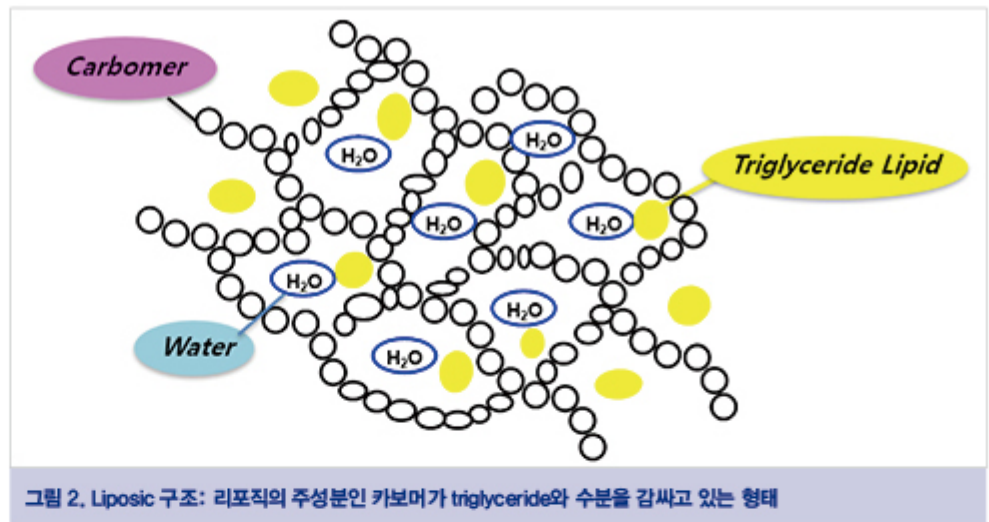 Carbomer
H₂O
H₂O
Triglyceride Lipid
H₂O
H₂O
H₂O
H₂O
Water
H₂O
그림 2. Liposic 구조: 리포직의 주성분인 카보머가 triglyceride와 수분을 감싸고 있는 형태